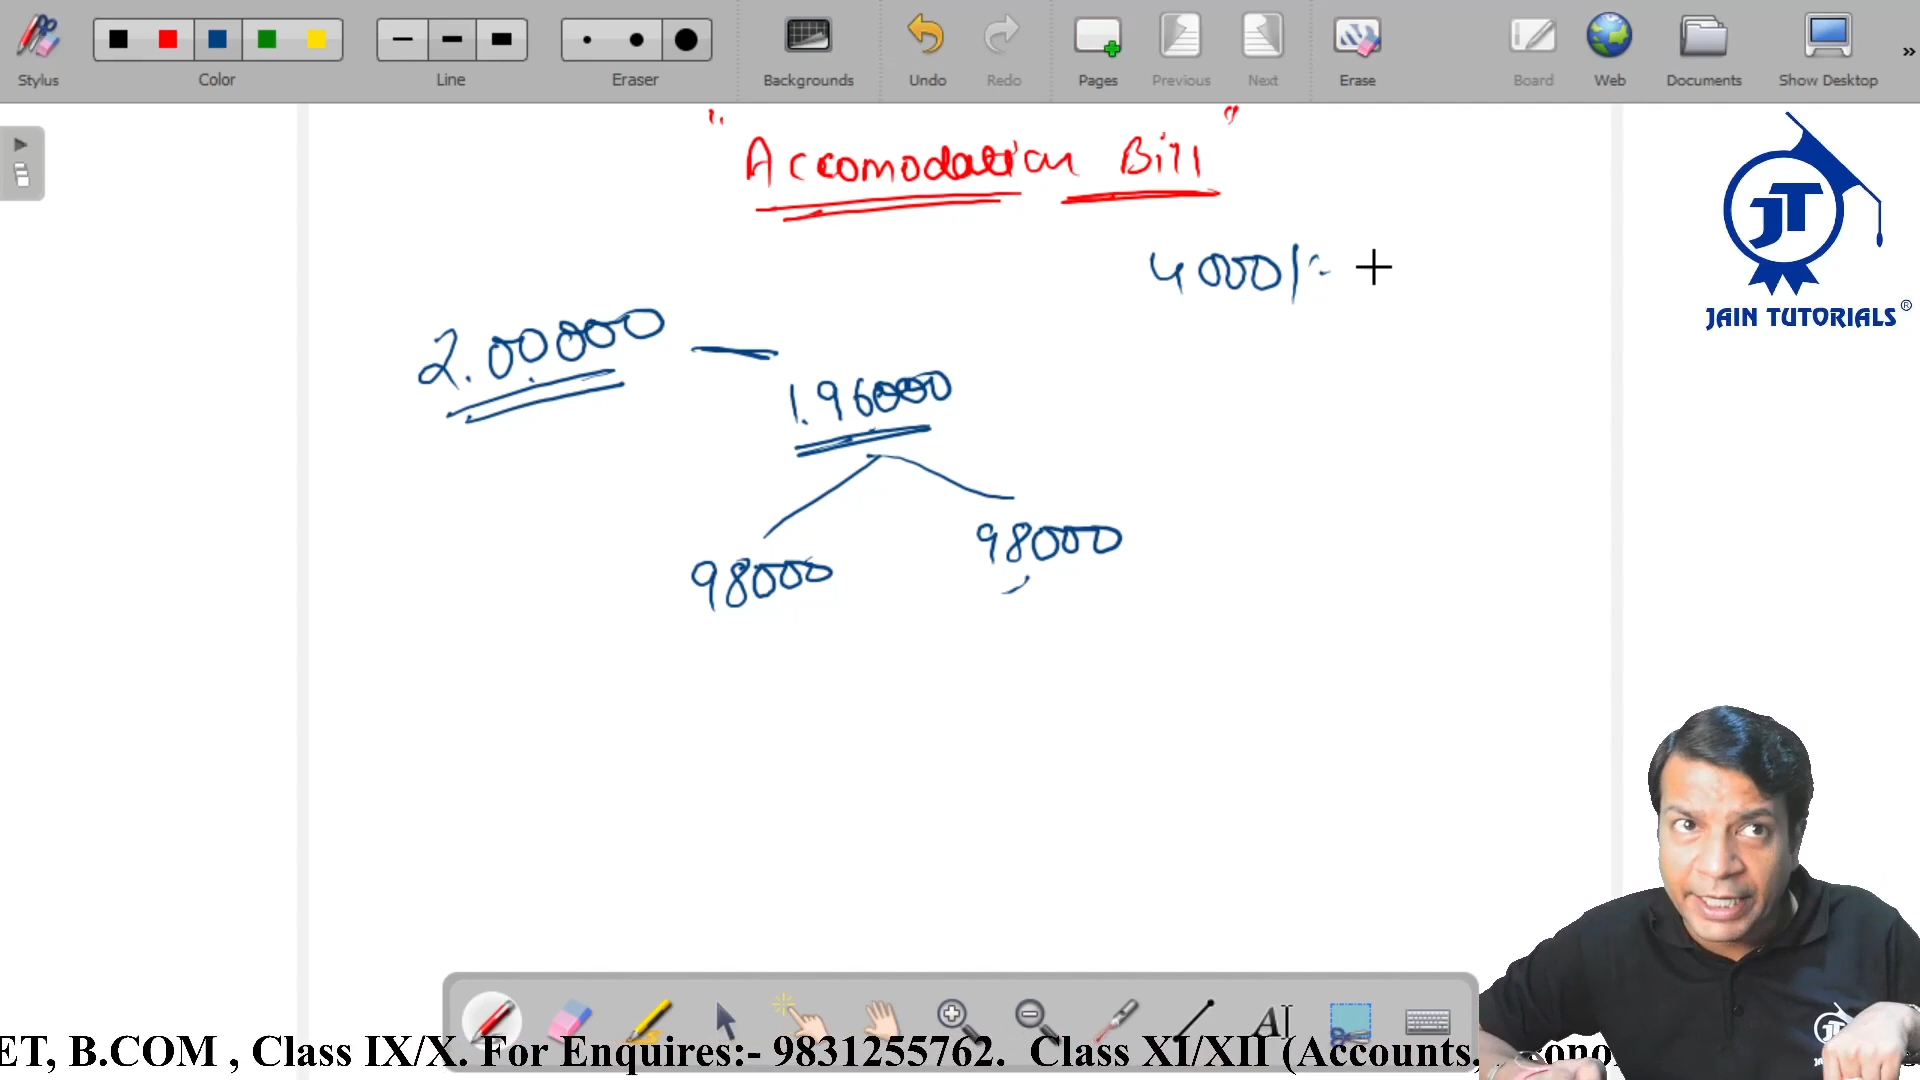 Stylus Color Line Eraser Backgrounds Undo Redo Pages Previous Next Erase Board Web Documents Show Desktop »
"Accomodation Bill"
4000/=
2.00000 —
1.96000
98000 98000
JT
JAIN TUTORIALS®
ET, B.COM , Class IX/X. For Enquires:- 9831255762. Class XI/XII (Accounts,